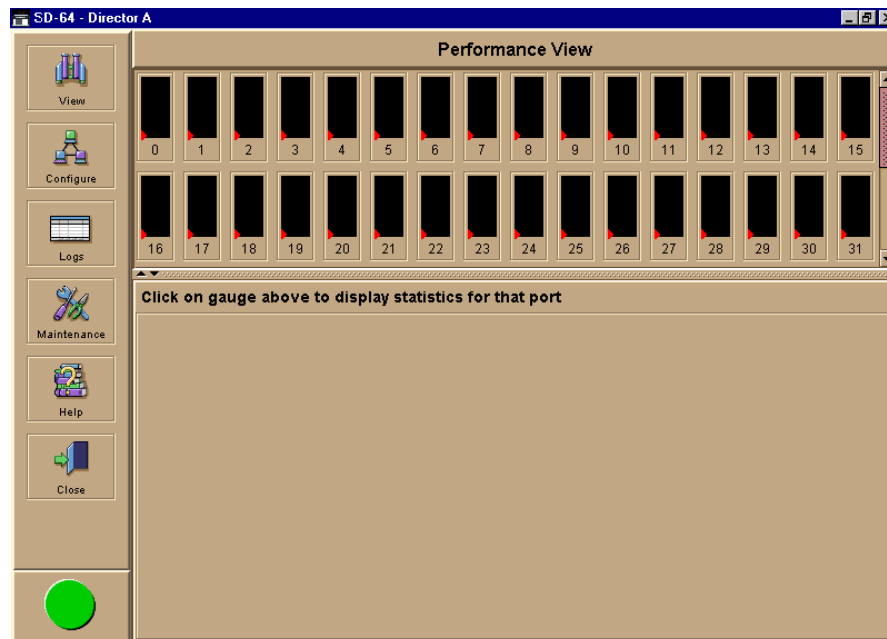 SD-64 - Director A
Performance View
View
Configure
Logs
Maintenance
Help
Close
0 1 2 3 4 5 6 7 8 9 10 11 12 13 14 15
16 17 18 19 20 21 22 23 24 25 26 27 28 29 30 31
Click on gauge above to display statistics for that port